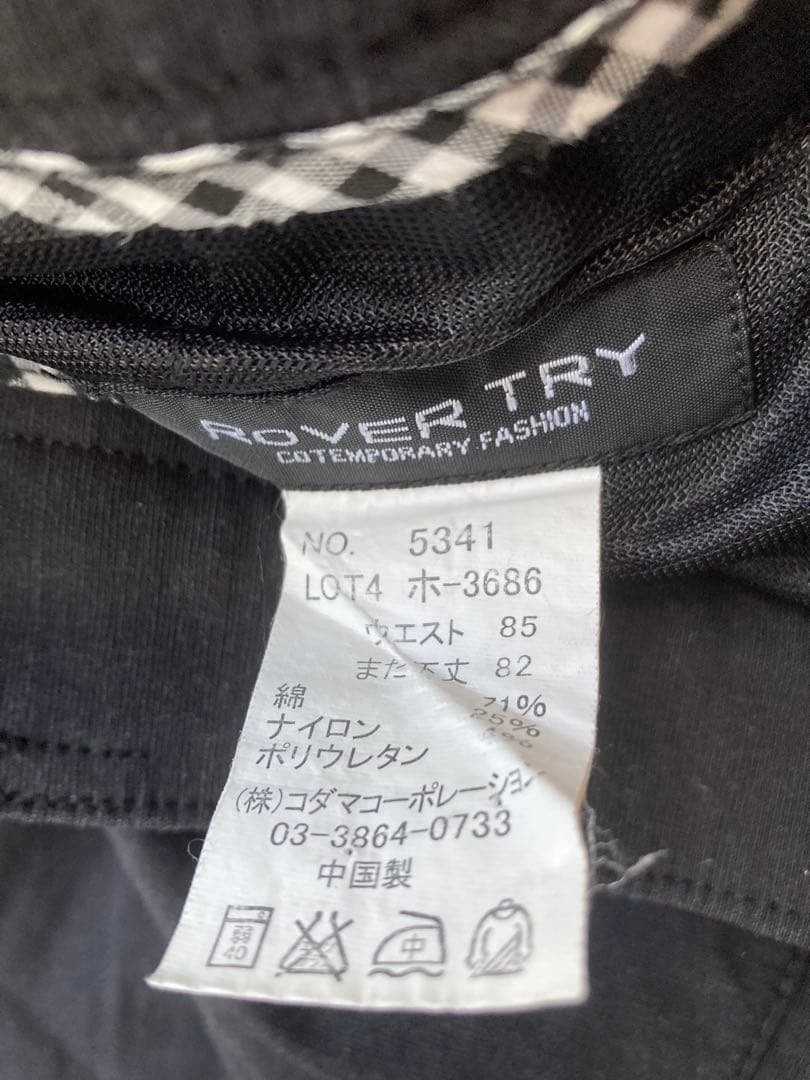 ROVER TRY
COTEMPORARY FASHION
NO. 5341
LOT4 ホ-3686
ウエスト 85
また下丈 82
綿 71%
ナイロン 25%
ポリウレタン
(株)コダマコーポレーション
03-3864-0733
中国製
弱
40
中